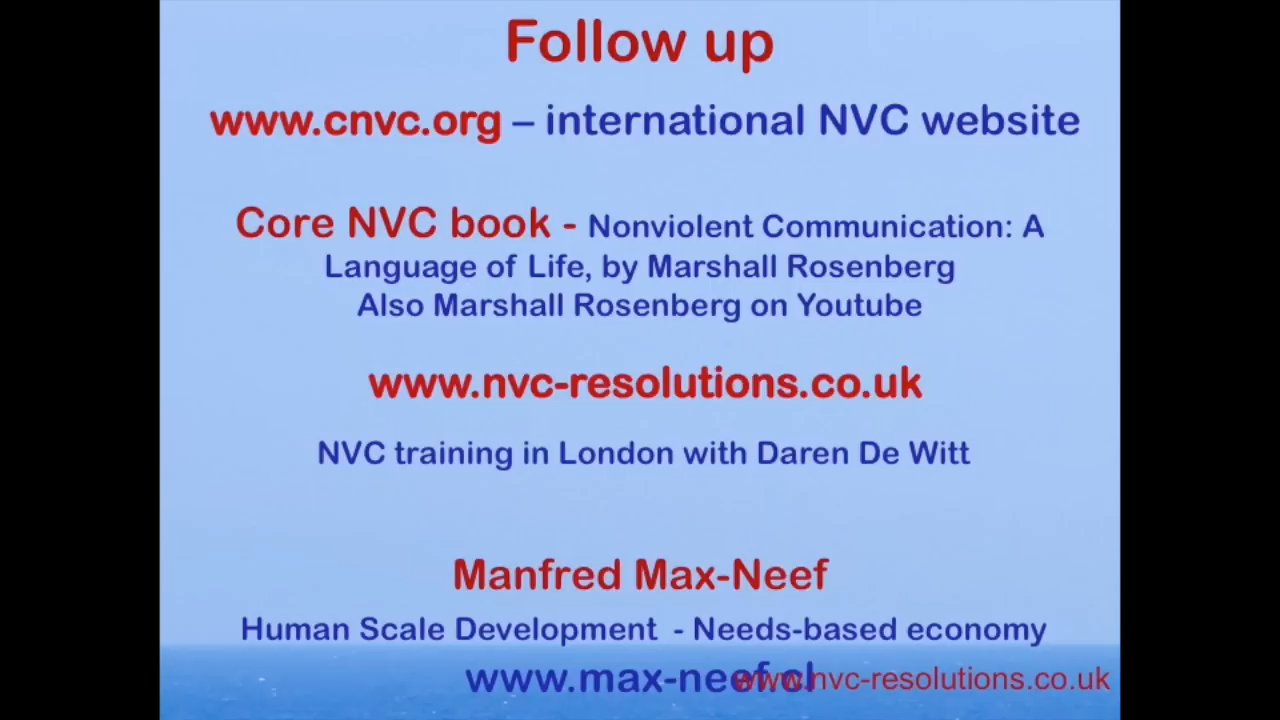 Follow up
www.cnvc.org – international NVC website
Core NVC book - Nonviolent Communication: A
Language of Life, by Marshall Rosenberg
Also Marshall Rosenberg on Youtube
www.nvc-resolutions.co.uk
NVC training in London with Daren De Witt
Manfred Max-Neef
Human Scale Development - Needs-based economy
www.max-neef.cl
www.nvc-resolutions.co.uk